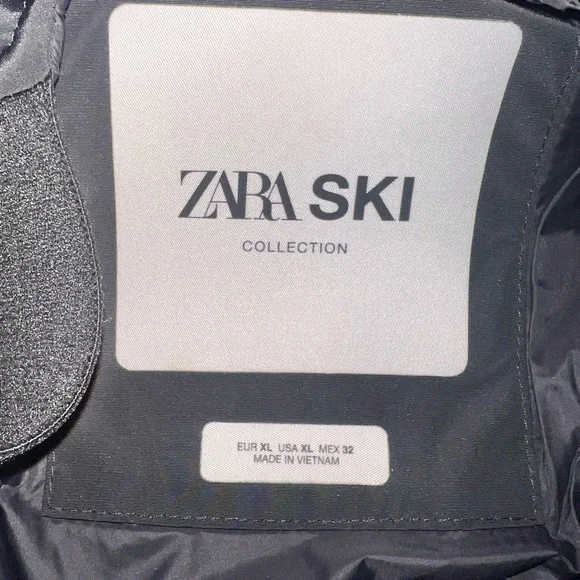 ZARA SKI
COLLECTION
EUR XL USA XL MEX 32
MADE IN VIETNAM